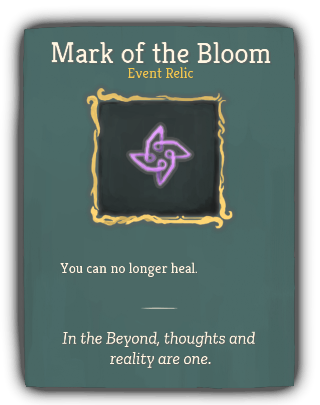 Mark of the Bloom
Event Relic
You can no longer heal.
In the Beyond, thoughts and
reality are one.